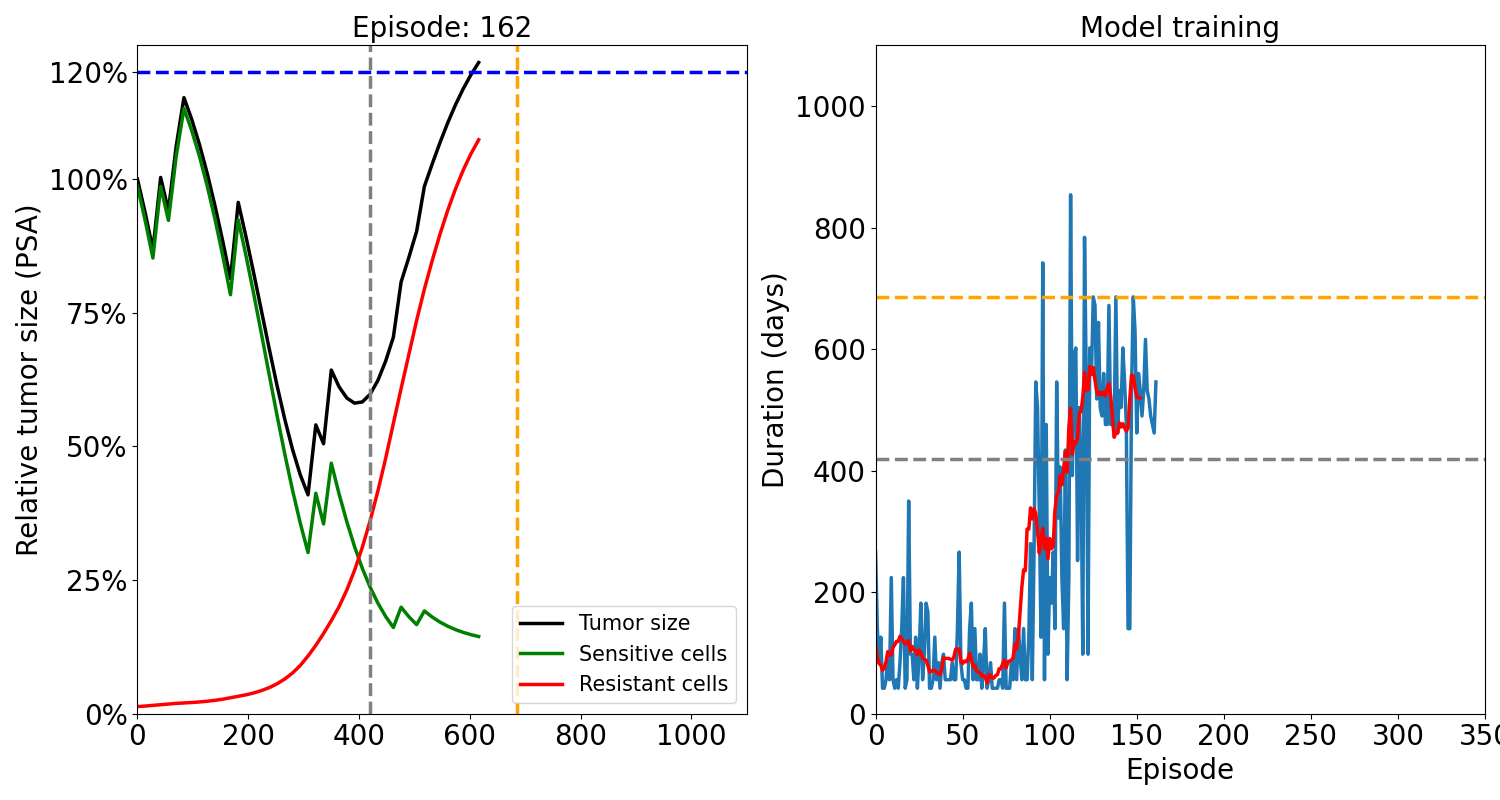 Episode: 162
Relative tumor size (PSA)
120%
100%
75%
50%
25%
0%
0 200 400 600 800 1000
Tumor size
Sensitive cells
Resistant cells
Model training
Duration (days)
1000
800
600
400
200
0
0 50 100 150 200 250 300 350
Episode